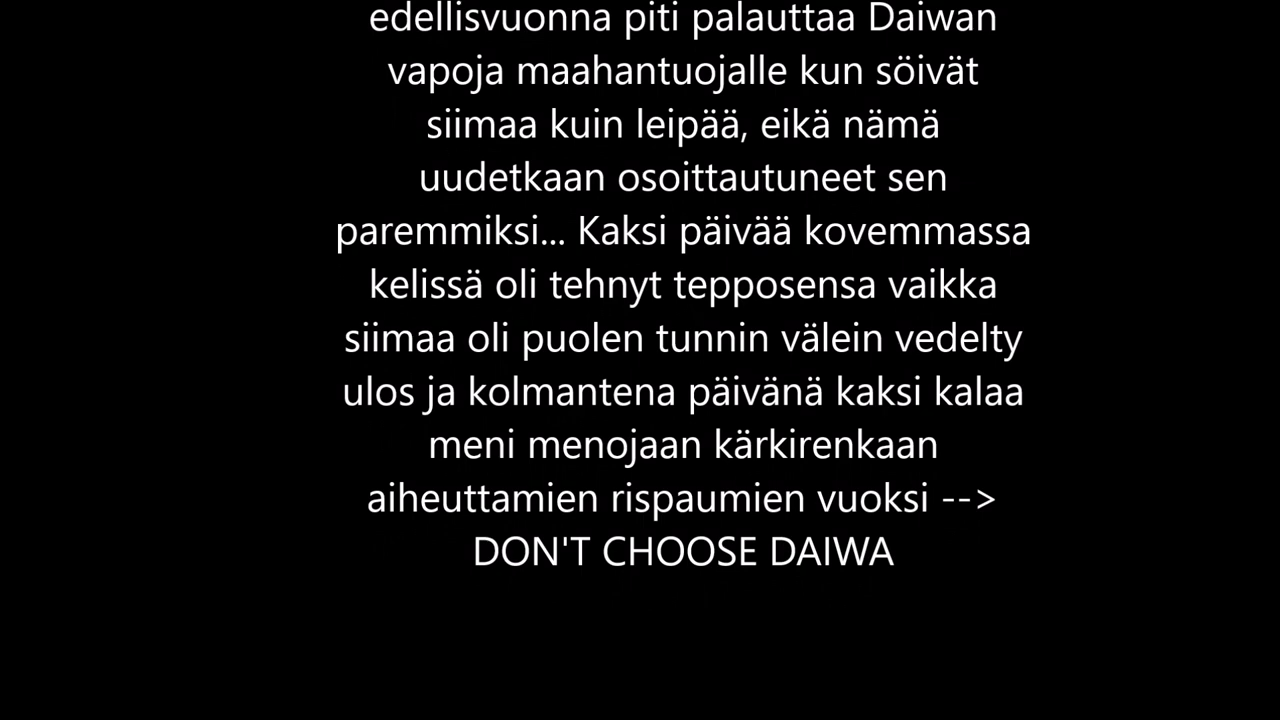 edellisvuonna piti palauttaa Daiwan
vapoja maahantuojalle kun söivät
siimaa kuin leipää, eikä nämä
uudetkaan osoittautuneet sen
paremmiksi... Kaksi päivää kovemmassa
kelissä oli tehnyt tepposensa vaikka
siimaa oli puolen tunnin välein vedelty
ulos ja kolmantena päivänä kaksi kalaa
meni menojaan kärkirenkaan
aiheuttamien rispaumien vuoksi -->
DON'T CHOOSE DAIWA